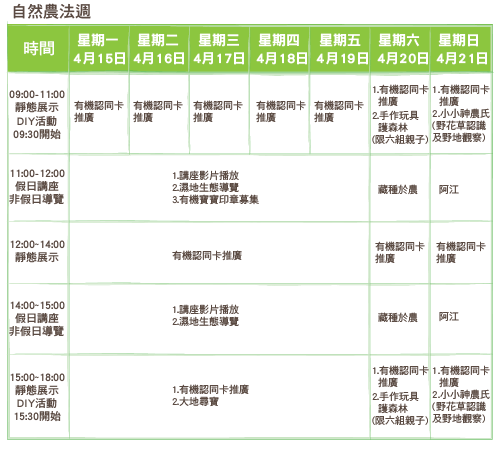 自然農法週
時間
星期一
4月15日
星期二
4月16日
星期三
4月17日
星期四
4月18日
星期五
4月19日
星期六
4月20日
星期日
4月21日
09:00-11:00
靜態展示
DIY活動
09:30開始
有機認同卡
推廣
有機認同卡
推廣
有機認同卡
推廣
有機認同卡
推廣
有機認同卡
推廣
1.有機認同卡
推廣
2.手作玩具
護森林
(限六組親子)
1.有機認同卡
推廣
2.小小神農氏
(野花草認識
及野地觀察)
11:00-12:00
假日講座
非假日導覽
1.講座影片播放
2.濕地生態導覽
3.有機寶寶印章募集
藏種於農
阿江
12:00~14:00
靜態展示
有機認同卡推廣
有機認同卡
推廣
有機認同卡
推廣
14:00~15:00
假日講座
非假日導覽
1.講座影片播放
2.濕地生態導覽
藏種於農
阿江
15:00~18:00
靜態展示
DIY活動
15:30開始
1.有機認同卡推廣
2.大地尋寶
1.有機認同卡
推廣
2.手作玩具
護森林
(限六組親子)
1.有機認同卡
推廣
2.小小神農氏
(野花草認識
及野地觀察)